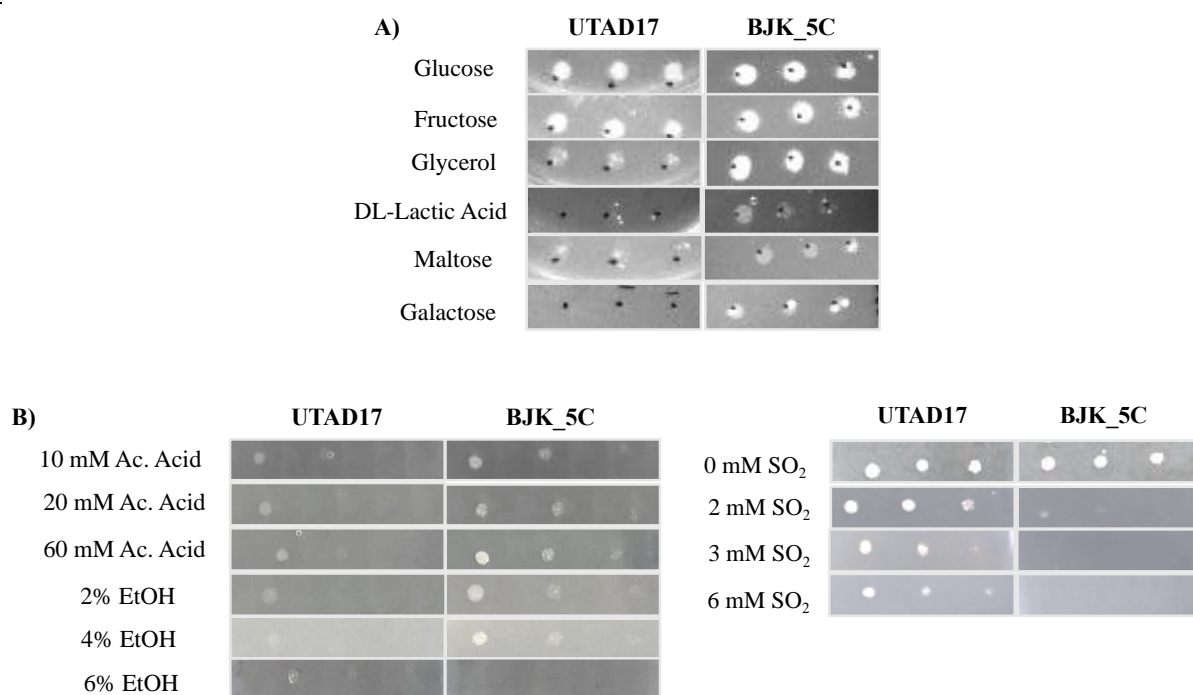 A) UTAD17 BJK_5C
Glucose
Fructose
Glycerol
DL-Lactic Acid
Maltose
Galactose
B) UTAD17 BJK_5C
10 mM Ac. Acid
20 mM Ac. Acid
60 mM Ac. Acid
2% EtOH
4% EtOH
6% EtOH
UTAD17 BJK_5C
0 mM SO₂
2 mM SO₂
3 mM SO₂
6 mM SO₂